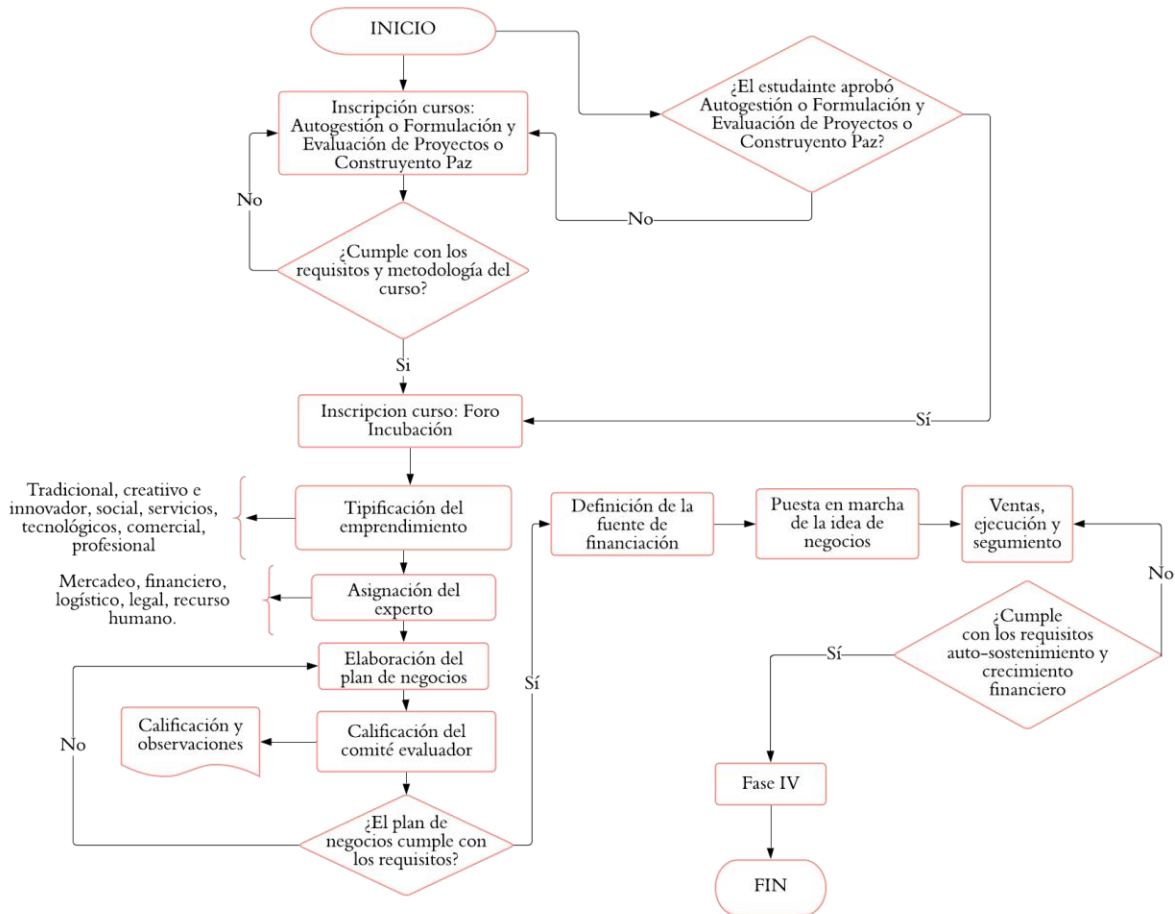 INICIO
¿El estudainte aprobó
Autogestión o Formulación y
Evaluación de Proyectos o
Construyento Paz?
Inscripción cursos:
Autogestión o Formulación y
Evaluación de Proyectos o
Construyento Paz
No
No
¿Cumple con los
requisitos y metodología del
curso?
Si
Inscripcion curso: Foro
Incubación
Sí
Tradicional, creatiivo e
innovador, social, servicios,
tecnológicos, comercial,
profesional
Tipificación del
emprendimiento
Mercadeo, financiero,
logístico, legal, recurso
humano.
Asignación del
experto
Elaboración del
plan de negocios
Calificación y
observaciones
Calificación del
comité evaluador
No
¿El plan de
negocios cumple con
los requisitos?
Sí
Definición de la
fuente de
financiación
Puesta en marcha
de la idea de
negocios
Ventas,
ejecución y
segumiento
No
¿Cumple
con los requisitos
auto-sostenimiento y
crecimiento
financiero
Sí
Fase IV
FIN